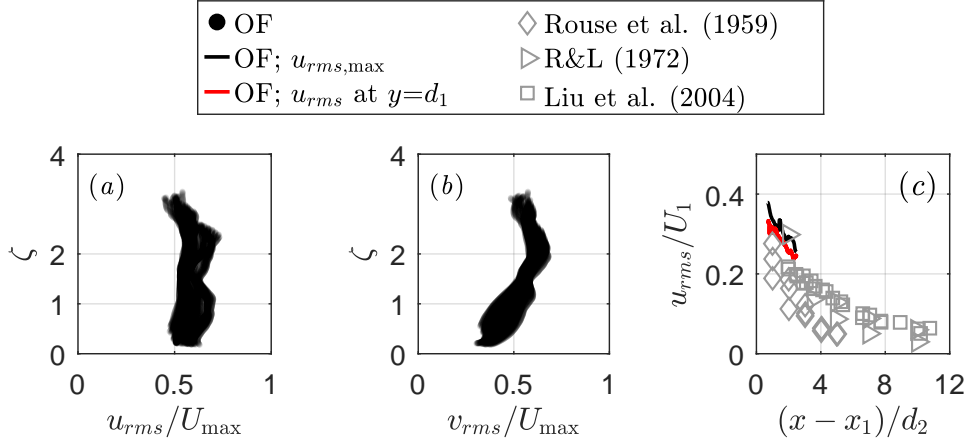 OF
OF; u_{rms,max}
OF; u_{rms} at y=d_1
Rouse et al. (1959)
R&L (1972)
Liu et al. (2004)
(a)
ζ
4
3
2
1
0
0 0.5 1
u_{rms}/U_{max}
(b)
ζ
4
3
2
1
0
0 0.5 1
v_{rms}/U_{max}
(c)
u_{rms}/U_1
0.4
0.2
0
0 4 8 12
(x − x_1)/d_2